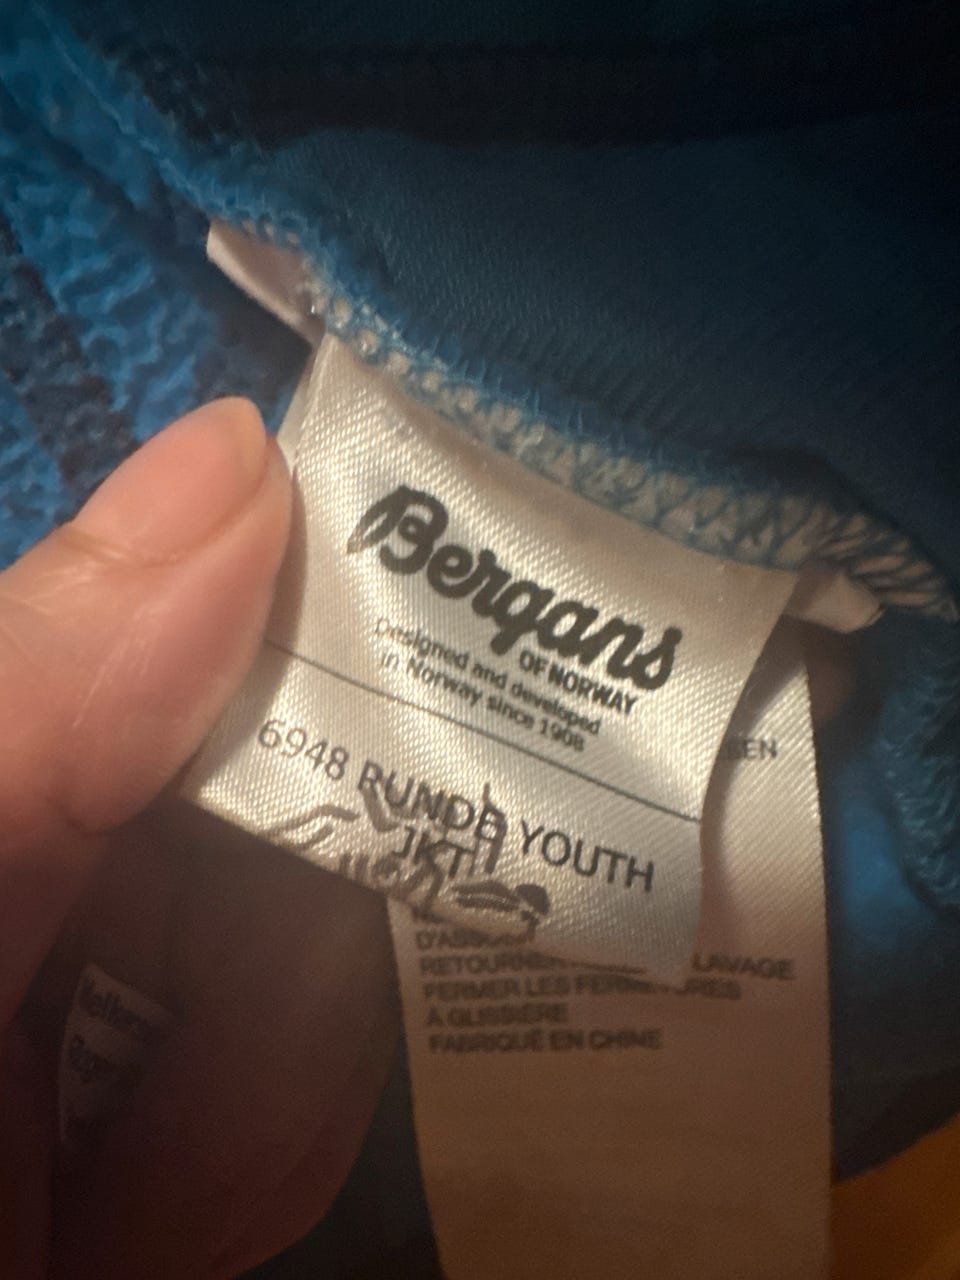 Bergans
OF NORWAY
Designed and developed
in Norway since 1908
6948 RUNDE YOUTH
JKT
RETOURNER LAVAGE
FERMER LES FERMETURES
À GLISSIÈRE
FABRIQUÉ EN CHINE